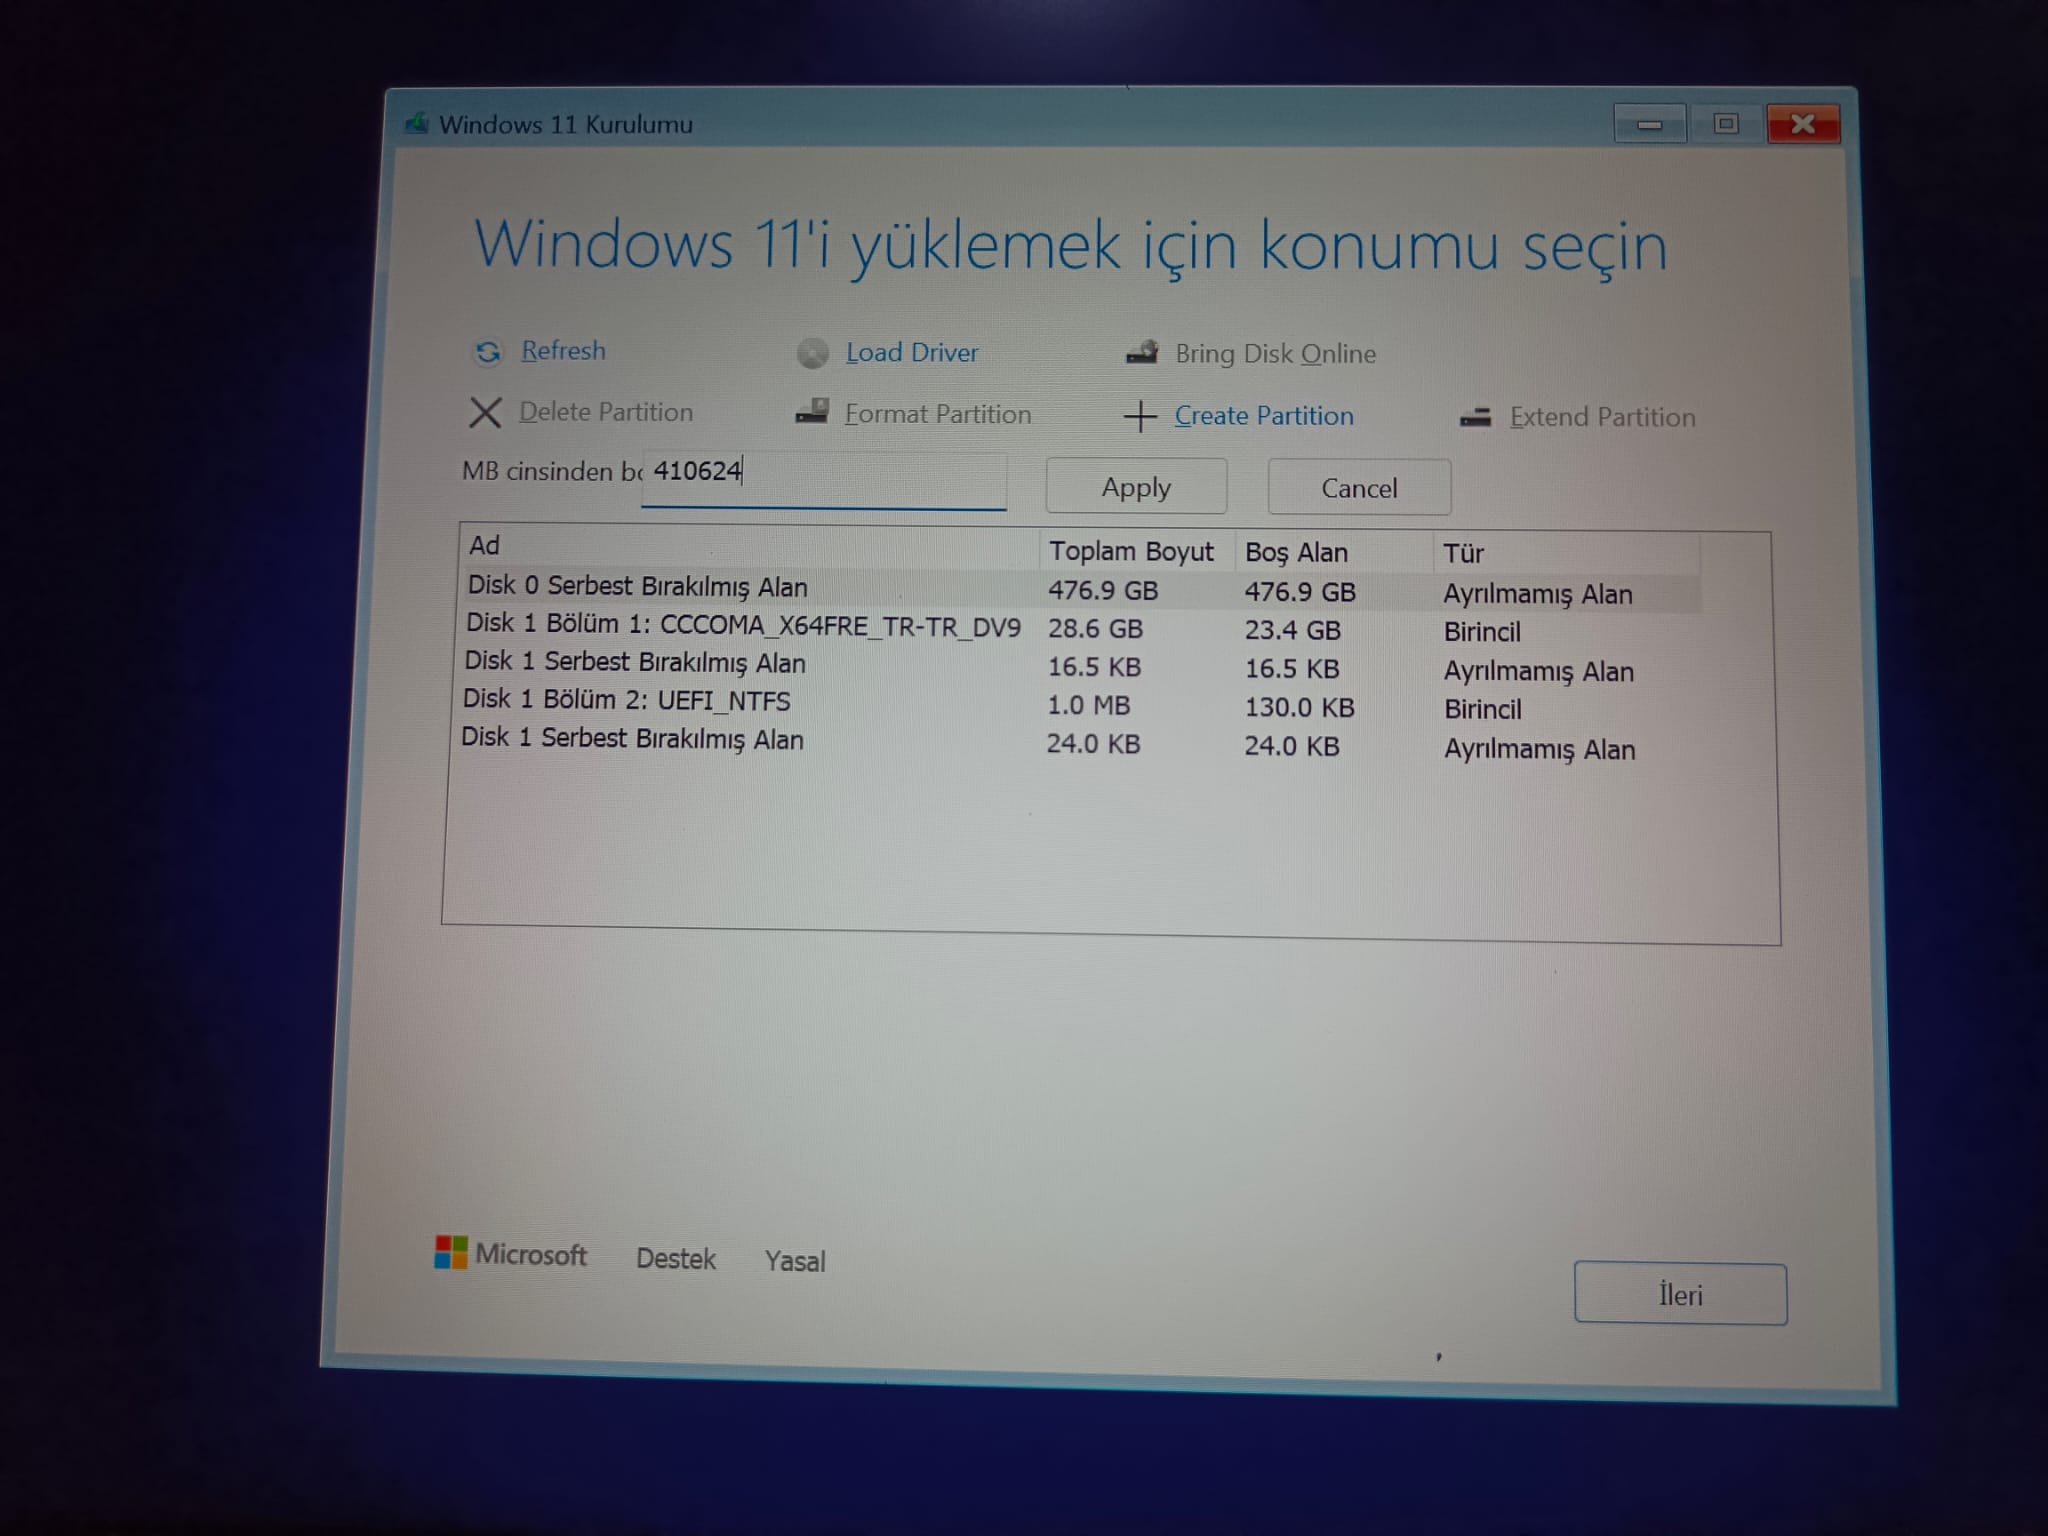 Windows 11 Kurulumu
Windows 11'i yüklemek için konumu seçin
Refresh Load Driver Bring Disk Online
Delete Partition Format Partition Create Partition Extend Partition
MB cinsinden bo 410624 Apply Cancel
Ad Toplam Boyut Boş Alan Tür
Disk 0 Serbest Bırakılmış Alan 476.9 GB 476.9 GB Ayrılmamış Alan
Disk 1 Bölüm 1: CCCOMA_X64FRE_TR-TR_DV9 28.6 GB 23.4 GB Birincil
Disk 1 Serbest Bırakılmış Alan 16.5 KB 16.5 KB Ayrılmamış Alan
Disk 1 Bölüm 2: UEFI_NTFS 1.0 MB 130.0 KB Birincil
Disk 1 Serbest Bırakılmış Alan 24.0 KB 24.0 KB Ayrılmamış Alan
Microsoft Destek Yasal
İleri